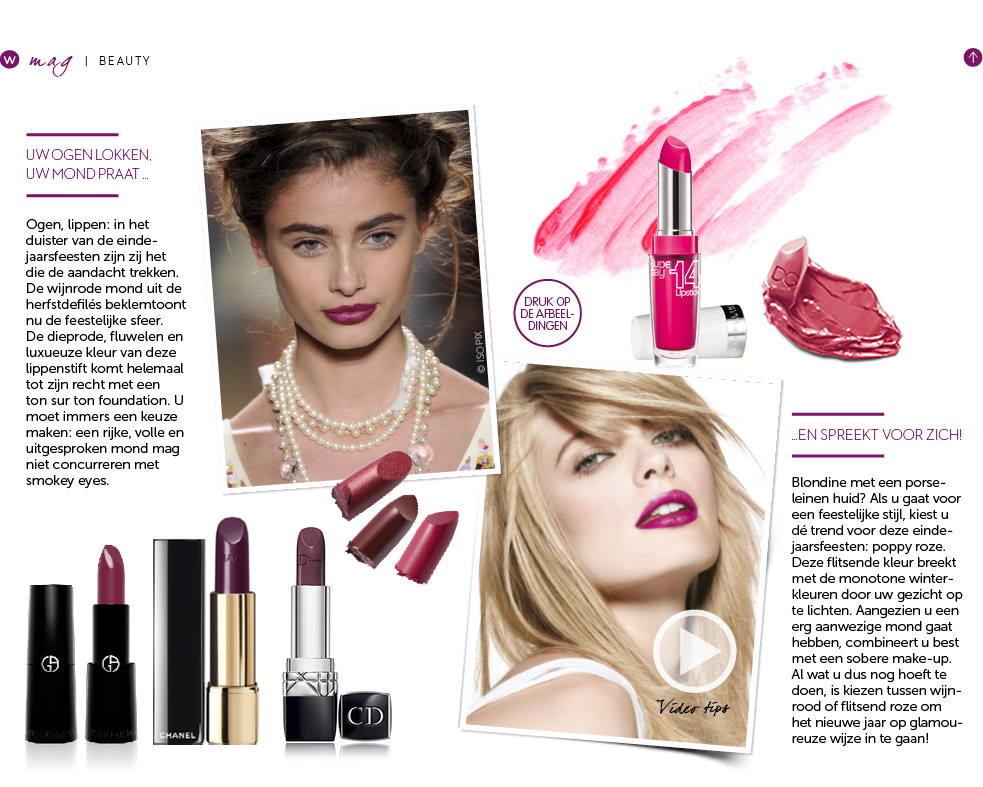 W mag | BEAUTY
UW OGEN LOKKEN,
UW MOND PRAAT ...
Ogen, lippen: in het
duister van de einde-
jaarsfeesten zijn zij het
die de aandacht trekken.
De wijnrode mond uit de
herfstdefilés beklemtoont
nu de feestelijke sfeer.
De dieprode, fluwelen en
luxueuze kleur van deze
lippenstift komt helemaal
tot zijn recht met een
ton sur ton foundation. U
moet immers een keuze
maken: een rijke, volle en
uitgesproken mond mag
niet concurreren met
smokey eyes.
© ISOPIX
DRUK OP
DE AFBEEL-
DINGEN
14
Lipstick
CHANEL
Dior
CD
Video tips
...EN SPREEKT VOOR ZICH!
Blondine met een porse-
leinen huid? Als u gaat voor
een feestelijke stijl, kiest u
dé trend voor deze einde-
jaarsfeesten: poppy roze.
Deze flitsende kleur breekt
met de monotone winter-
kleuren door uw gezicht op
te lichten. Aangezien u een
erg aanwezige mond gaat
hebben, combineert u best
met een sobere make-up.
Al wat u dus nog hoeft te
doen, is kiezen tussen wijn-
rood of flitsend roze om
het nieuwe jaar op glamou-
reuze wijze in te gaan!